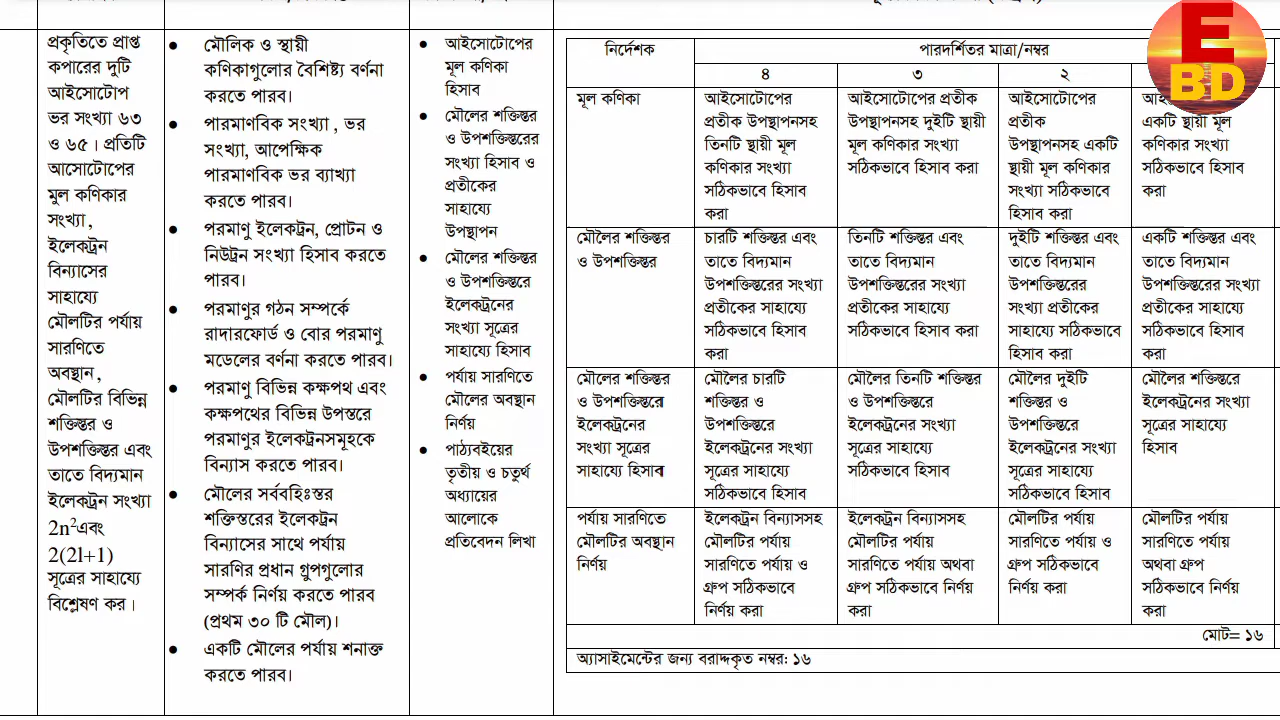 নির্দেশক
পারদর্শিতর মাত্রা/নম্বর
৪
৩
২
EBD
প্রকৃতিতে প্রাপ্ত
কপারের দুটি
আইসোটোপ
ভর সংখ্যা ৬৩
ও ৬৫। প্রতিটি
আসোটোপের
মুল কণিকার
সংখ্যা,
ইলেকট্রন
বিন্যাসের
সাহায্যে
মৌলটির পর্যায়
সারণিতে
অবস্থান,
মৌলটির বিভিন্ন
শক্তিস্তর ও
উপশক্তিস্তর এবং
তাতে বিদ্যমান
ইলেকট্রন সংখ্যা
2n²এবং
2(2l+1)
সূত্রের সাহায্যে
বিশ্লেষণ কর।
● মৌলিক ও স্থায়ী
কণিকাগুলোর বৈশিষ্ট্য বর্ণনা
করতে পারব।
● পারমাণবিক সংখ্যা, ভর
সংখ্যা, আপেক্ষিক
পারমাণবিক ভর ব্যাখ্যা
করতে পারব।
● পরমাণু ইলেকট্রন, প্রোটন ও
নিউট্রন সংখ্যা হিসাব করতে
পারব।
● পরমাণুর গঠন সম্পর্কে
রাদারফোর্ড ও বোর পরমাণু
মডেলের বর্ণনা করতে পারব।
● পরমাণু বিভিন্ন কক্ষপথ এবং
কক্ষপথের বিভিন্ন উপস্তরে
পরমাণুর ইলেকট্রনসমূহকে
বিন্যাস করতে পারব।
● মৌলের সর্ববহিঃস্তর
শক্তিস্তরের ইলেকট্রন
বিন্যাসের সাথে পর্যায়
সারণির প্রধান গ্রুপগুলোর
সম্পর্ক নির্ণয় করতে পারব
(প্রথম ৩০ টি মৌল)।
● একটি মৌলের পর্যায় শনাক্ত
করতে পারব।
● আইসোটোপের
মূল কণিকা
হিসাব
● মৌলের শক্তিস্তর
ও উপশক্তিস্তরের
সংখ্যা হিসাব ও
প্রতীকের
সাহায্যে
উপস্থাপন
● মৌলের শক্তিস্তর
ও উপশক্তিস্তরে
ইলেকট্রনের
সংখ্যা সূত্রের
সাহায্যে হিসাব
● পর্যায় সারণিতে
মৌলের অবস্থান
নির্ণয়
● পাঠ্যবইয়ের
তৃতীয় ও চতুর্থ
অধ্যায়ের
আলোকে
প্রতিবেদন লিখা
মূল কণিকা
আইসোটোপের
প্রতীক উপস্থাপনসহ
তিনটি স্থায়ী মূল
কণিকার সংখ্যা
সঠিকভাবে হিসাব
করা
আইসোটোপের প্রতীক
উপস্থাপনসহ দুইটি স্থায়ী
মূল কণিকার সংখ্যা
সঠিকভাবে হিসাব করা
আইসোটোপের
প্রতীক
উপস্থাপনসহ একটি
স্থায়ী মূল কণিকার
সংখ্যা সঠিকভাবে
হিসাব করা
একটি স্থায়ী মূল
কণিকার সংখ্যা
সঠিকভাবে হিসাব
করা
মৌলের শক্তিস্তর
ও উপশক্তিস্তর
চারটি শক্তিস্তর এবং
তাতে বিদ্যমান
উপশক্তিস্তরের সংখ্যা
প্রতীকের সাহায্যে
সঠিকভাবে হিসাব
করা
তিনটি শক্তিস্তর এবং
তাতে বিদ্যমান
উপশক্তিস্তরের সংখ্যা
প্রতীকের সাহায্যে
সঠিকভাবে হিসাব করা
দুইটি শক্তিস্তর এবং
তাতে বিদ্যমান
উপশক্তিস্তরের
সংখ্যা প্রতীকের
সাহায্যে সঠিকভাবে
হিসাব করা
একটি শক্তিস্তর এবং
তাতে বিদ্যমান
উপশক্তিস্তরের সংখ্যা
প্রতীকের সাহায্যে
সঠিকভাবে হিসাব
করা
মৌলের শক্তিস্তর
ও উপশক্তিস্তরে
ইলেকট্রনের
সংখ্যা সূত্রের
সাহায্যে হিসাব
মৌলের চারটি
শক্তিস্তর ও
উপশক্তিস্তরে
ইলেকট্রনের সংখ্যা
সূত্রের সাহায্যে
সঠিকভাবে হিসাব
মৌলের তিনটি শক্তিস্তর
ও উপশক্তিস্তরে
ইলেকট্রনের সংখ্যা
সূত্রের সাহায্যে
সঠিকভাবে হিসাব
মৌলের দুইটি
শক্তিস্তর ও
উপশক্তিস্তরে
ইলেকট্রনের সংখ্যা
সূত্রের সাহায্যে
সঠিকভাবে হিসাব
মৌলের শক্তিস্তরে
ইলেকট্রনের সংখ্যা
সূত্রের সাহায্যে
হিসাব
পর্যায় সারণিতে
মৌলটির অবস্থান
নির্ণয়
ইলেকট্রন বিন্যাসসহ
মৌলটির পর্যায়
সারণিতে পর্যায় ও
গ্রুপ সঠিকভাবে
নির্ণয় করা
ইলেকট্রন বিন্যাসসহ
মৌলটির পর্যায়
সারণিতে পর্যায় অথবা
গ্রুপ সঠিকভাবে নির্ণয়
করা
মৌলটির পর্যায়
সারণিতে পর্যায় ও
গ্রুপ সঠিকভাবে
নির্ণয় করা
মৌলটির পর্যায়
সারণিতে পর্যায়
অথবা গ্রুপ
সঠিকভাবে নির্ণয়
করা
মোট= ১৬
অ্যাসাইমেন্টের জন্য বরাদ্দকৃত নম্বর: ১৬